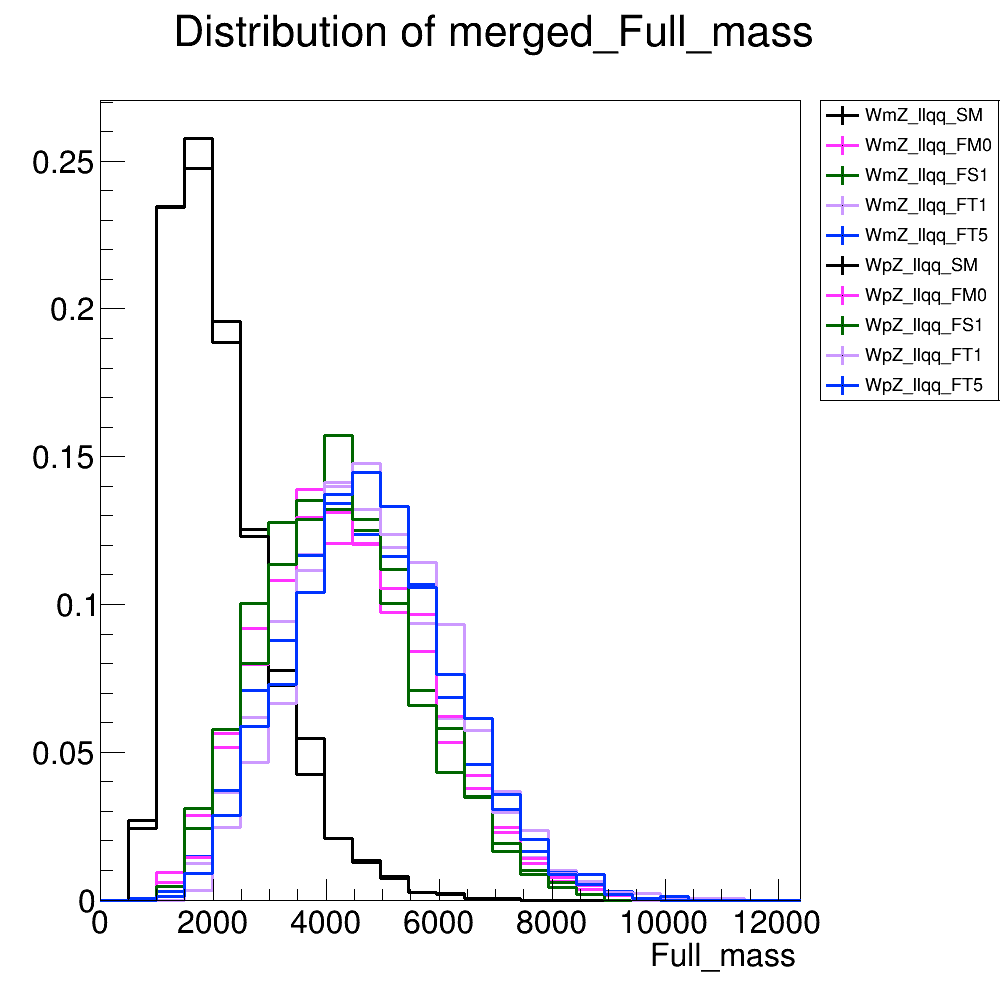 Distribution of merged_Full_mass
WmZ_llqq_SM
WmZ_llqq_FM0
WmZ_llqq_FS1
WmZ_llqq_FT1
WmZ_llqq_FT5
WpZ_llqq_SM
WpZ_llqq_FM0
WpZ_llqq_FS1
WpZ_llqq_FT1
WpZ_llqq_FT5
0.25
0.2
0.15
0.1
0.05
0
0 2000 4000 6000 8000 10000 12000
Full_mass